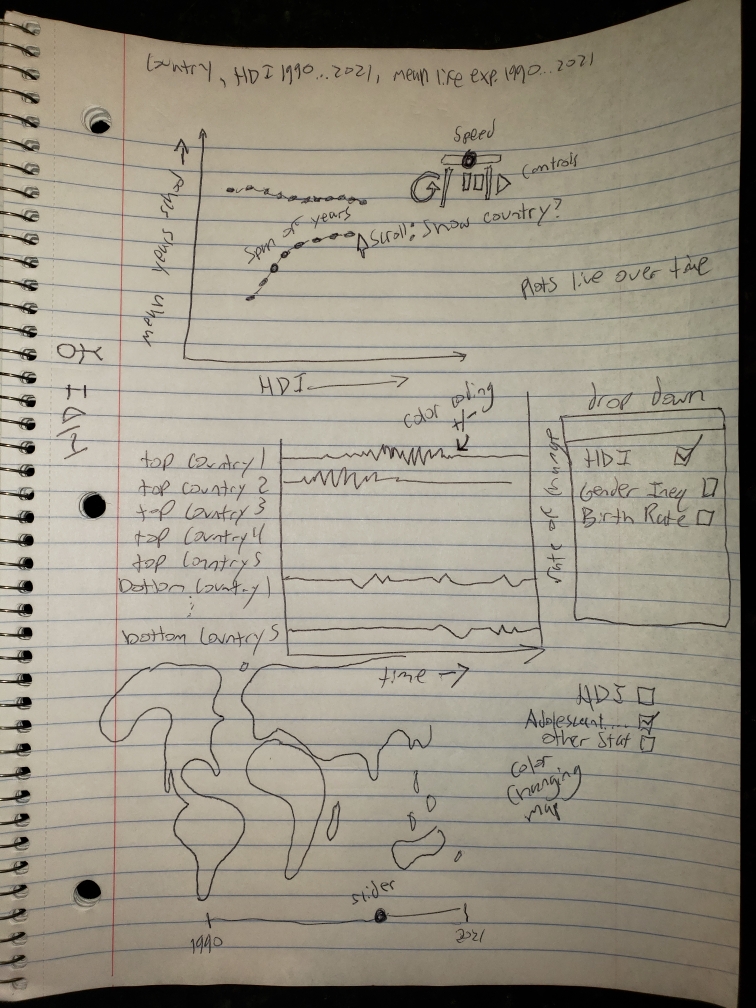 Country, HDI 1990...2021, mean life exp. 1990...2021
Speed
Controls
mean years
Span of years
Scroll: Show country?
Plots live over time
HDI
HDI
color coding
+/-
drop down
top country 1
top country 2
top country 3
top country 4
top country 5
bottom country 1
bottom country 5
rate of change
HDI
Gender Ineq
Birth Rate
time
HDI
Adolescent....
other Stat
Color
Changing
map
slider
1990
2021